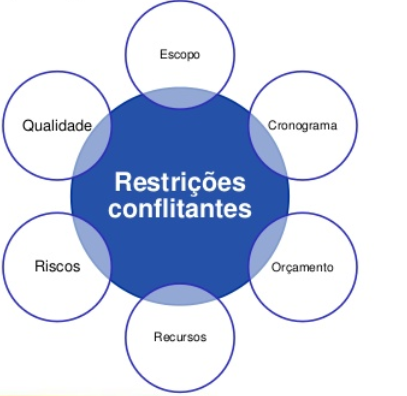 Escopo
Qualidade
Cronograma
Restrições
conflitantes
Riscos
Orçamento
Recursos